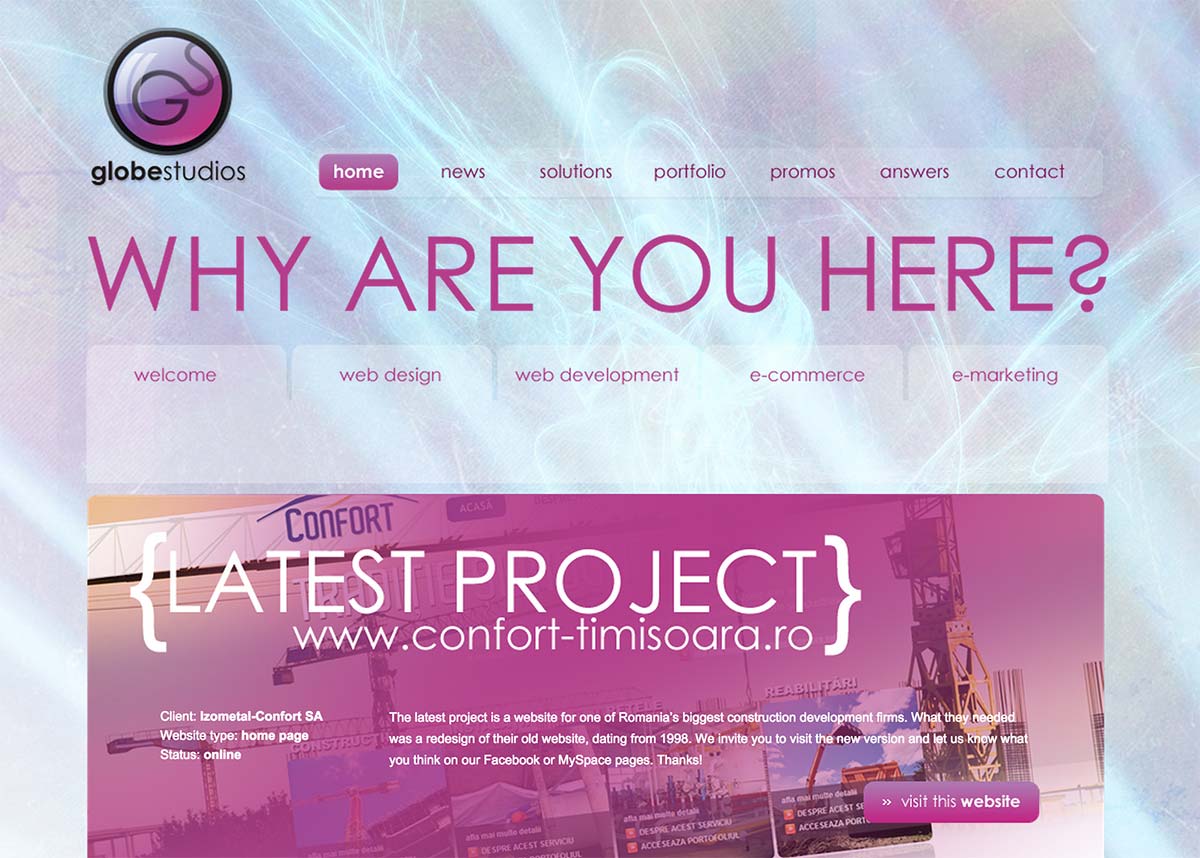 GS
globestudios
home news solutions portfolio promos answers contact
WHY ARE YOU HERE?
welcome web design web development e-commerce e-marketing
CONFORT
ACASĂ
{LATEST PROJECT}
www.confort-timisoara.ro
REABILITĂRI
Client: Izometal-Confort SA
Website type: home page
Status: online
The latest project is a website for one of Romania's biggest construction development firms. What they needed
was a redesign of their old website, dating from 1998. We invite you to visit the new version and let us know what
you think on our Facebook or MySpace pages. Thanks!
» visit this website
afla mai multe detalii
DESPRE ACEST SERVICIU
ACCESEAZA PORTOFOLIUL
afla mai multe detalii
DESPRE ACEST SERVICIU
ACCESEAZA PORTOFOLIUL
afla mai multe detalii
DESPRE ACEST SE
ACCESEAZA PORTO